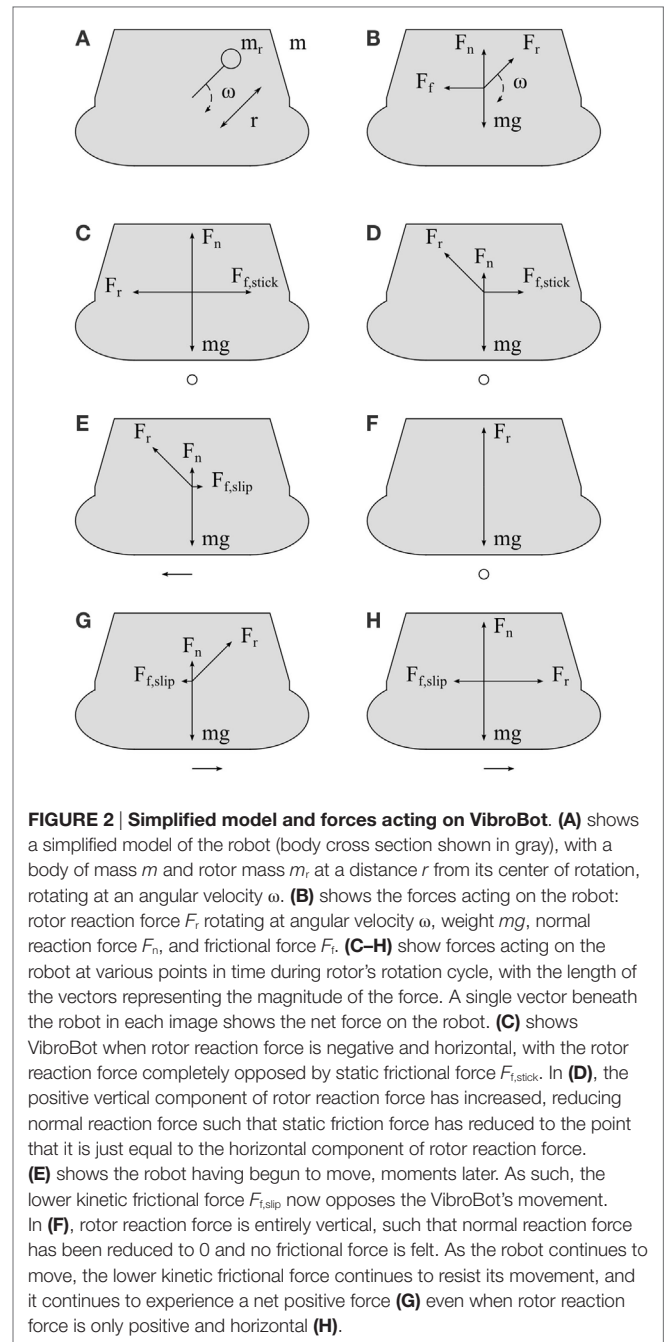 A
m_r
m
ω
r
B
F_n
F_r
F_f
ω
mg
C
F_n
F_r
F_f,stick
mg
D
F_r
F_n
F_f,stick
mg
E
F_r
F_n
F_f,slip
mg
F
F_r
mg
G
F_n
F_r
F_f,slip
mg
H
F_n
F_f,slip
F_r
mg
FIGURE 2 | Simplified model and forces acting on VibroBot. (A) shows
a simplified model of the robot (body cross section shown in gray), with a
body of mass m and rotor mass m_r at a distance r from its center of rotation,
rotating at an angular velocity ω. (B) shows the forces acting on the robot:
rotor reaction force F_r rotating at angular velocity ω, weight mg, normal
reaction force F_n, and frictional force F_f. (C–H) show forces acting on the
robot at various points in time during rotor's rotation cycle, with the length of
the vectors representing the magnitude of the force. A single vector beneath
the robot in each image shows the net force on the robot. (C) shows
VibroBot when rotor reaction force is negative and horizontal, with the rotor
reaction force completely opposed by static frictional force F_f,stick. In (D), the
positive vertical component of rotor reaction force has increased, reducing
normal reaction force such that static friction force has reduced to the point
that it is just equal to the horizontal component of rotor reaction force.
(E) shows the robot having begun to move, moments later. As such, the
lower kinetic frictional force F_f,slip now opposes the VibroBot's movement.
In (F), rotor reaction force is entirely vertical, such that normal reaction force
has been reduced to 0 and no frictional force is felt. As the robot continues to
move, the lower kinetic frictional force continues to resist its movement, and
it continues to experience a net positive force (G) even when rotor reaction
force is only positive and horizontal (H).